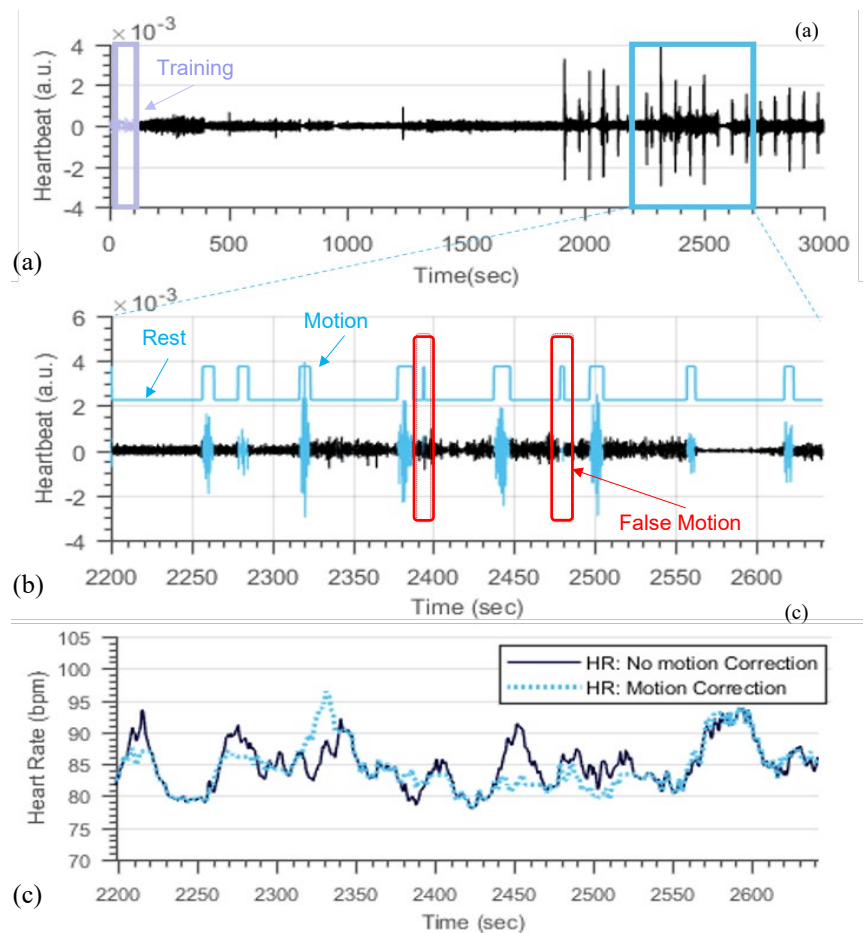 × 10⁻³
(a)
Training
Heartbeat (a.u.)
4
2
0
-2
-4
0 500 1000 1500 2000 2500 3000
Time(sec)
(a)
× 10⁻³
Rest
Motion
Heartbeat (a.u.)
6
4
2
0
-2
-4
False Motion
2200 2250 2300 2350 2400 2450 2500 2550 2600
Time (sec)
(b)
(c)
Heart Rate (bpm)
105
100
95
90
85
80
75
70
HR: No motion Correction
HR: Motion Correction
2200 2250 2300 2350 2400 2450 2500 2550 2600
Time (sec)
(c)